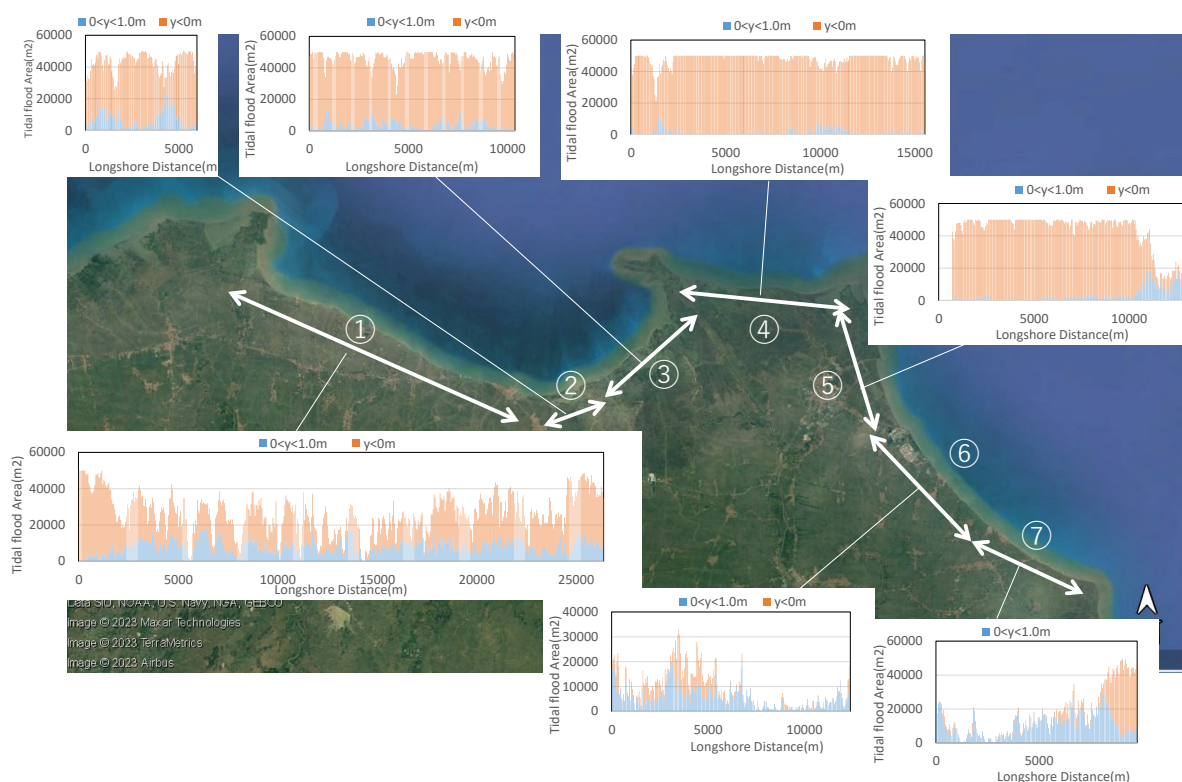 0<y<1.0m y<0m
Tidal flood Area(m2)
60000
40000
20000
0
0 5000
Longshore Distance(m)
0<y<1.0m y<0m
Tidal flood Area(m2)
60000
40000
20000
0
0 5000 10000
Longshore Distance(m)
0<y<1.0m y<0m
Tidal flood Area(m2)
60000
40000
20000
0
0 5000 10000 15000
Longshore Distance(m)
0<y<1.0m y<0m
Tidal flood Area(m2)
60000
40000
20000
0
0 5000 10000
Longshore Distance(m)
①
②
③
④
⑤
⑥
⑦
0<y<1.0m y<0m
Tidal flood Area(m2)
60000
40000
20000
0
0 5000 10000 15000 20000 25000
Longshore Distance(m)
Data SIO, NOAA, U.S. Navy, NGA, GEBCO
Image © 2023 Maxar Technologies
Image © 2023 TerraMetrics
Image © 2023 Airbus
0<y<1.0m y<0m
Tidal flood Area(m2)
40000
30000
20000
10000
0
0 5000 10000
Longshore Distance(m)
0<y<1.0m
Tidal flood Area(m2)
60000
40000
20000
0
0 5000
Longshore Distance(m)